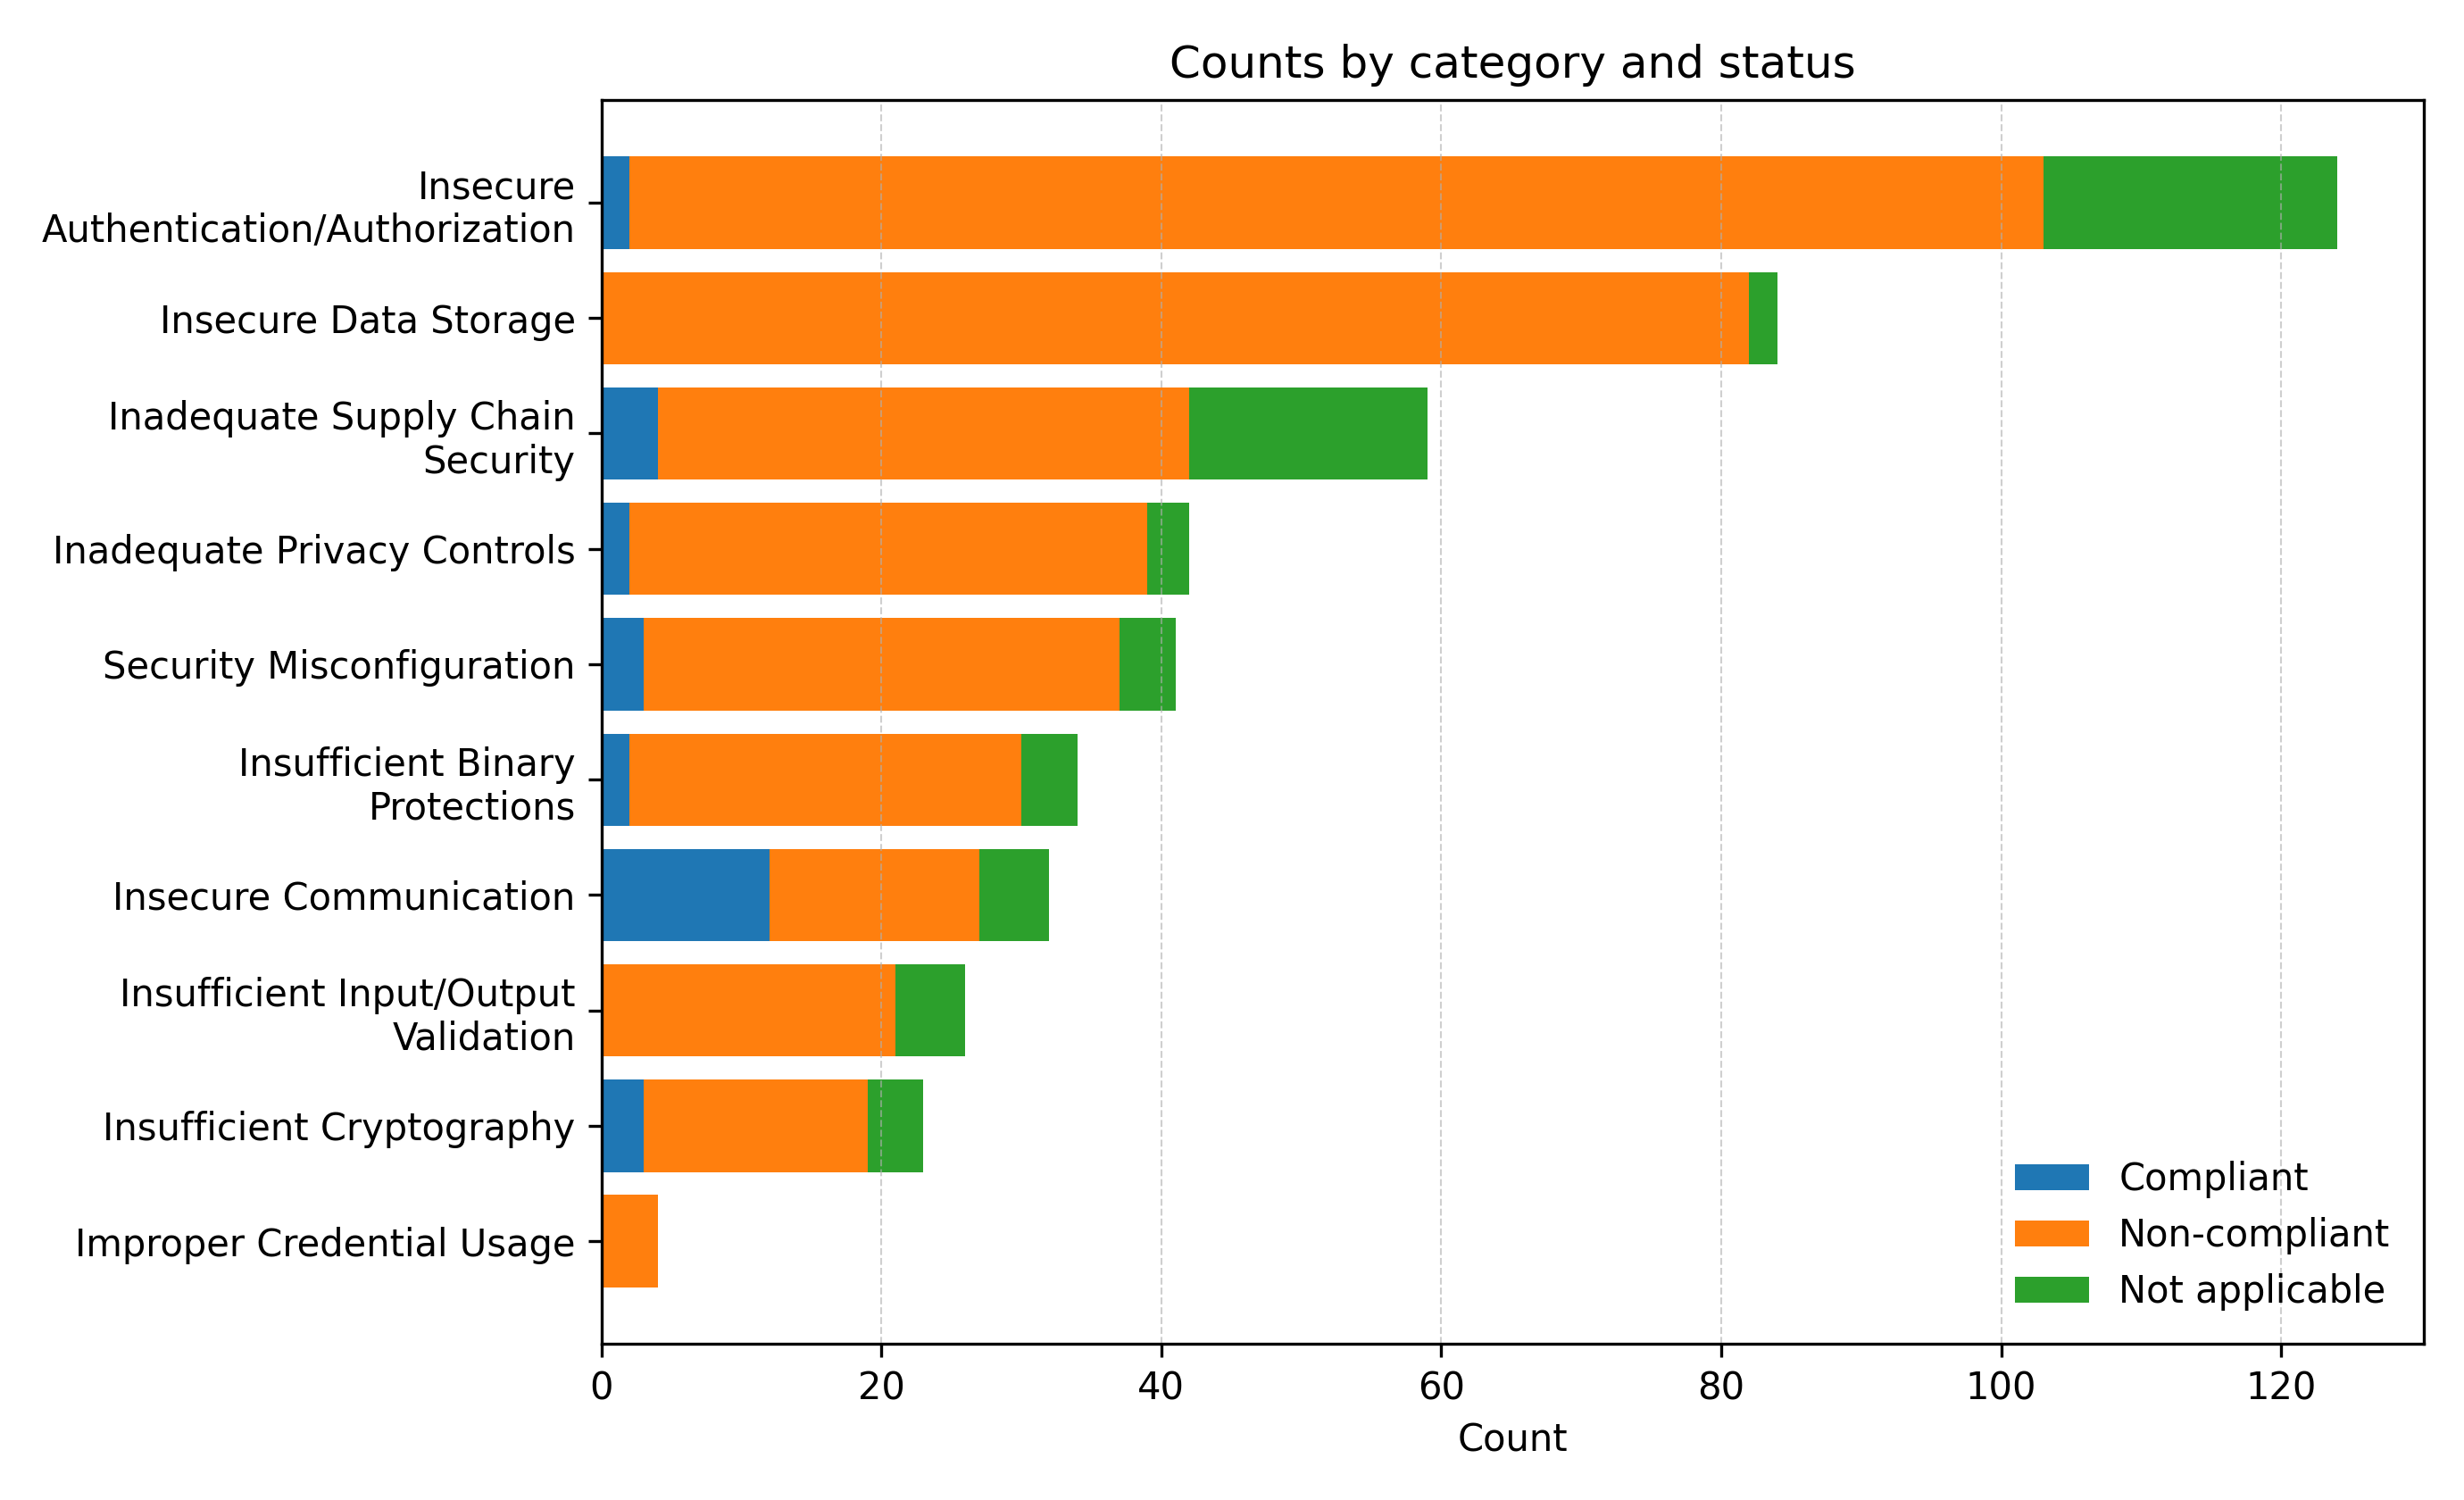 Counts by category and status
Insecure
Authentication/Authorization
Insecure Data Storage
Inadequate Supply Chain
Security
Inadequate Privacy Controls
Security Misconfiguration
Insufficient Binary
Protections
Insecure Communication
Insufficient Input/Output
Validation
Insufficient Cryptography
Improper Credential Usage
Compliant
Non-compliant
Not applicable
0 20 40 60 80 100 120
Count